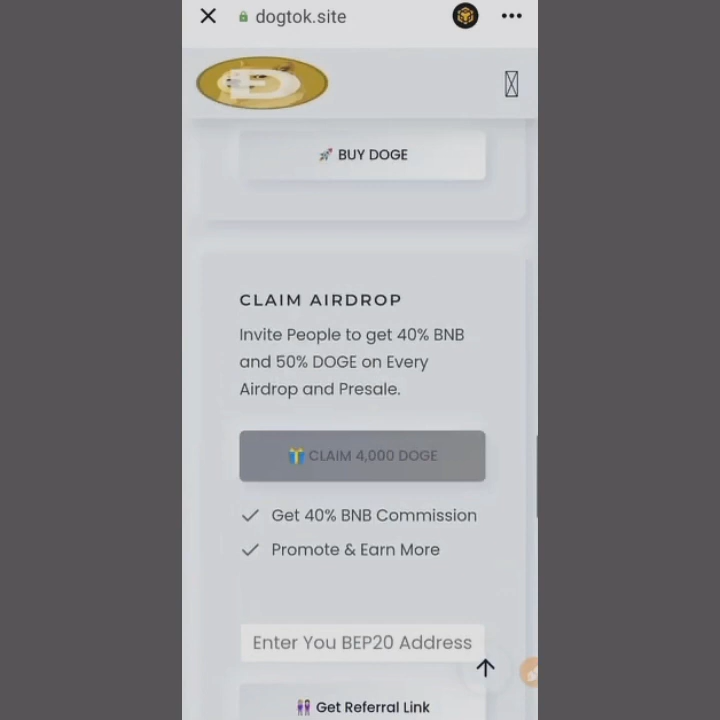 dogtok.site
BUY DOGE
CLAIM AIRDROP
Invite People to get 40% BNB
and 50% DOGE on Every
Airdrop and Presale.
CLAIM 4,000 DOGE
Get 40% BNB Commission
Promote & Earn More
Enter You BEP20 Address
Get Referral Link